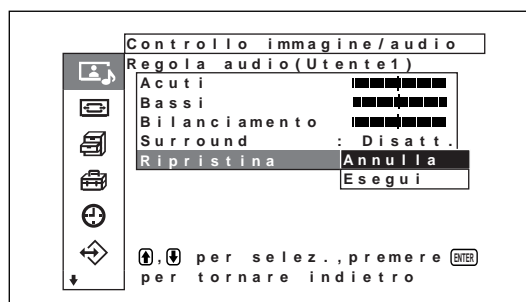 Controllo immagine/audio
Regola audio(Utente1)
Acuti
Bassi
Bilanciamento
Surround : Disatt.
Ripristina Annulla
Esegui
, per selez.,premere ENTER
per tornare indietro